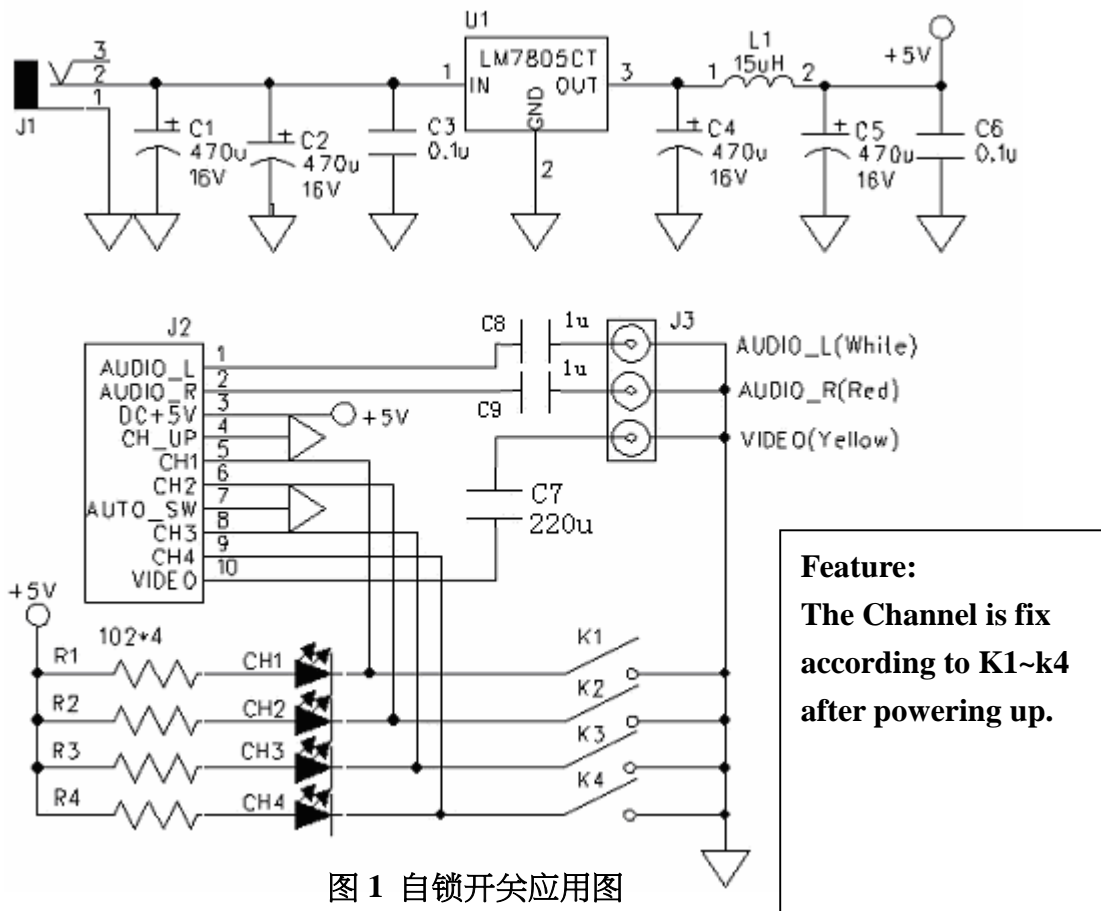 U1
LM7805CT
IN OUT
GND
1
3
2
L1
15uH
1 2
+5V
3
2
1
J1
C1
470u
16V
C2
470u
16V
C3
0.1u
C4
470u
16V
C5
470u
16V
C6
0.1u
J2
AUDIO_L 1
AUDIO_R 2
DC+5V 3
CH_UP 4
CH1 5
CH2 6
AUTO_SW 7
CH3 8
CH4 9
VIDEO 10
+5V
C8 1u
C9 1u
C7
220u
J3
AUDIO_L(While)
AUDIO_R(Red)
VIDEO(Yellow)
+5V
102*4
R1 CH1 K1
R2 CH2 K2
R3 CH3 K3
R4 CH4 K4
Feature:
The Channel is fix
according to K1~k4
after powering up.
图 1 自锁开关应用图